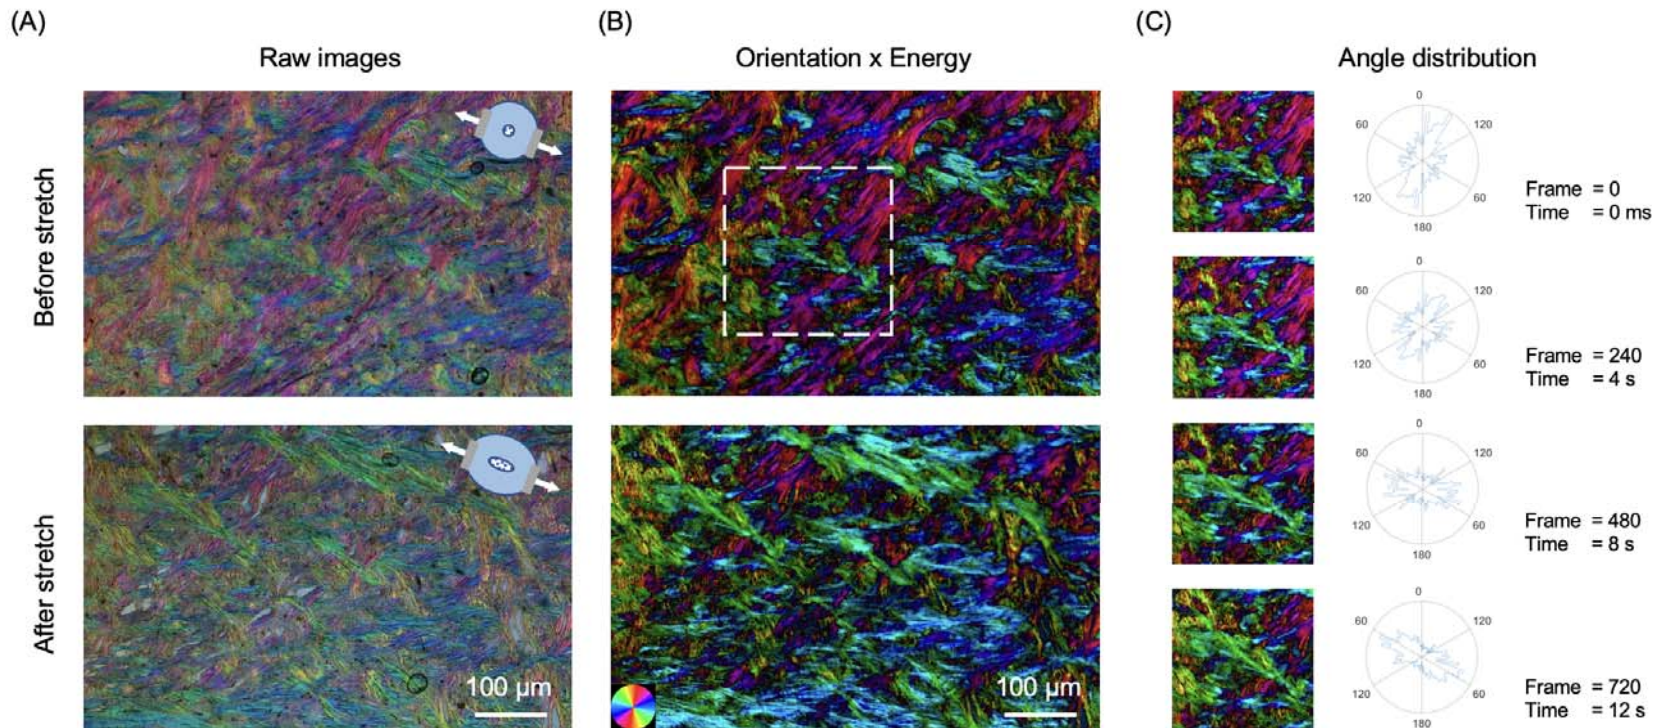 (A)
Raw images
(B)
Orientation x Energy
(C)
Angle distribution
Before stretch
After stretch
100 µm
100 µm
0
60
120
120
60
180
Frame = 0
Time = 0 ms
0
60
120
120
60
180
Frame = 240
Time = 4 s
0
60
120
120
60
180
Frame = 480
Time = 8 s
0
60
120
120
60
180
Frame = 720
Time = 12 s